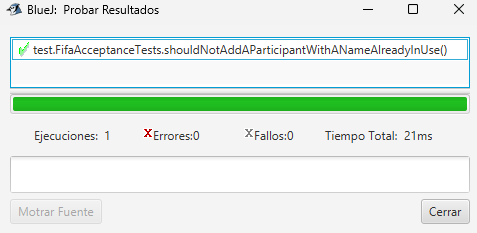 BlueJ: Probar Resultados
test.FifaAcceptanceTests.shouldNotAddAParticipantWithANameAlreadyInUse()
Ejecuciones: 1 Errores:0 Fallos:0 Tiempo Total: 21ms
Motrar Fuente Cerrar